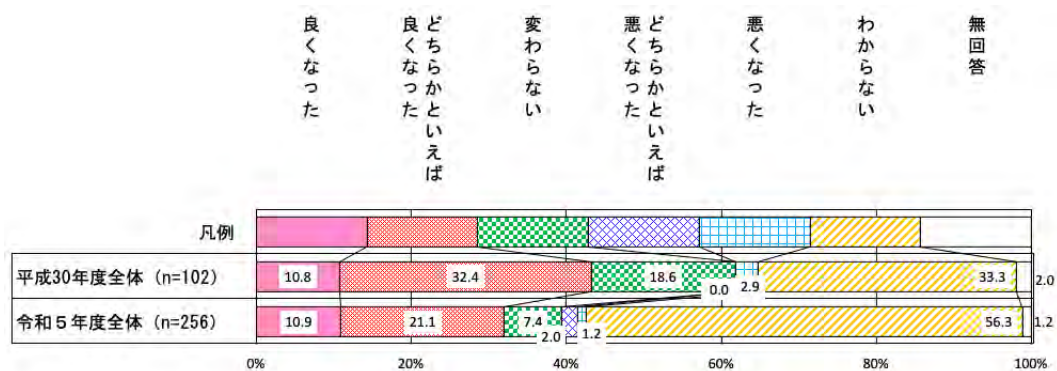 良くなった
どちらかといえば
良くなった
変わらない
どちらかといえば
悪くなった
悪くなった
わからない
無回答
凡例
平成30年度全体（n=102）
10.8
32.4
18.6
0.0
2.9
33.3
2.0
令和５年度全体（n=256）
10.9
21.1
7.4
2.0
1.2
56.3
1.2
0%
20%
40%
60%
80%
100%